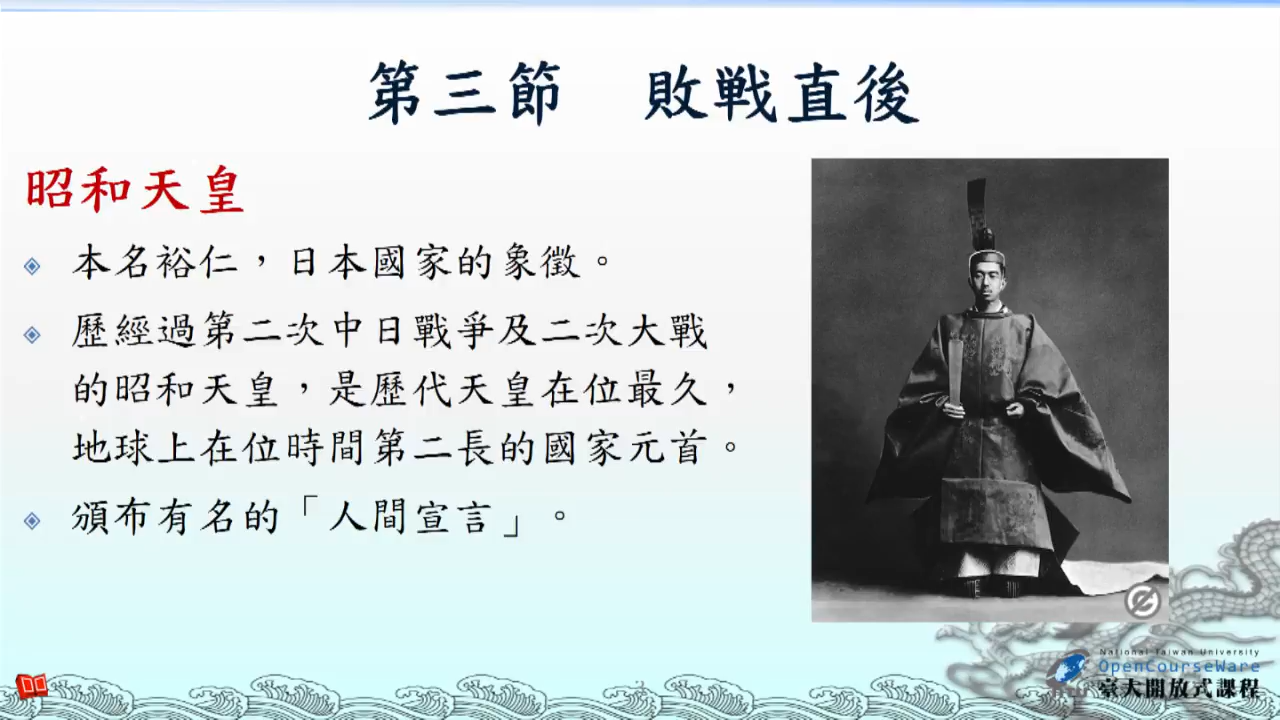 第三節　敗戦直後
昭和天皇
本名裕仁，日本國家的象徵。
歷經過第二次中日戰爭及二次大戰
的昭和天皇，是歷代天皇在位最久，
地球上在位時間第二長的國家元首。
頒布有名的「人間宣言」。
National Taiwan University
OpenCourseWare
臺大開放式課程